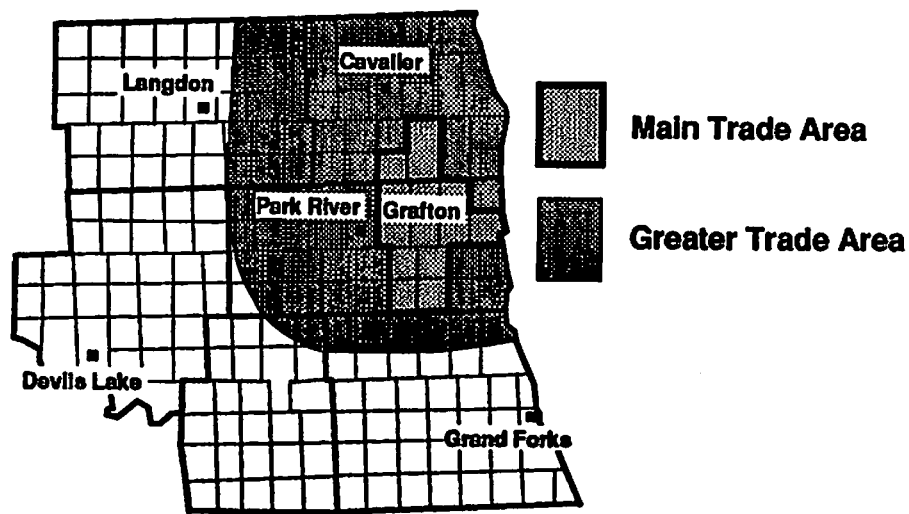 Cavalier
Langdon
Main Trade Area
Park River
Grafton
Greater Trade Area
Devils Lake
Grand Forks